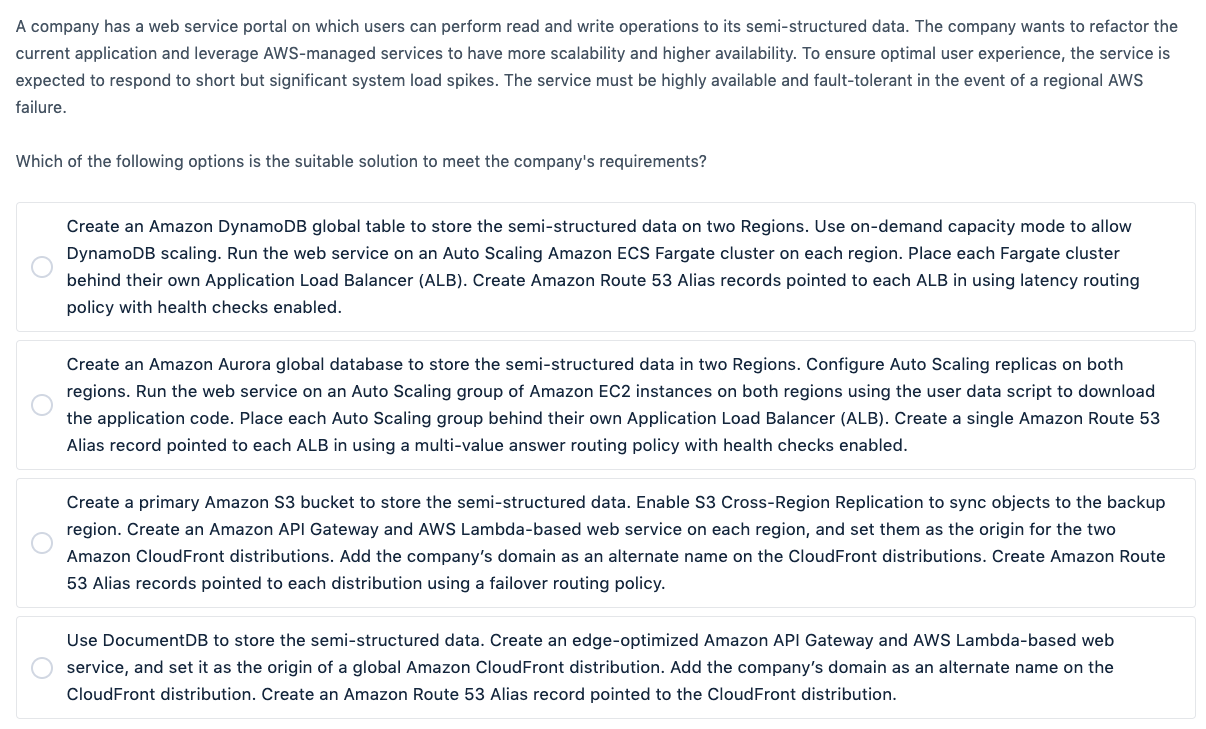 A company has a web service portal on which users can perform read and write operations to its semi-structured data. The company wants to refactor the
current application and leverage AWS-managed services to have more scalability and higher availability. To ensure optimal user experience, the service is
expected to respond to short but significant system load spikes. The service must be highly available and fault-tolerant in the event of a regional AWS
failure.
Which of the following options is the suitable solution to meet the company's requirements?
Create an Amazon DynamoDB global table to store the semi-structured data on two Regions. Use on-demand capacity mode to allow
DynamoDB scaling. Run the web service on an Auto Scaling Amazon ECS Fargate cluster on each region. Place each Fargate cluster
behind their own Application Load Balancer (ALB). Create Amazon Route 53 Alias records pointed to each ALB in using latency routing
policy with health checks enabled.
Create an Amazon Aurora global database to store the semi-structured data in two Regions. Configure Auto Scaling replicas on both
regions. Run the web service on an Auto Scaling group of Amazon EC2 instances on both regions using the user data script to download
the application code. Place each Auto Scaling group behind their own Application Load Balancer (ALB). Create a single Amazon Route 53
Alias record pointed to each ALB in using a multi-value answer routing policy with health checks enabled.
Create a primary Amazon S3 bucket to store the semi-structured data. Enable S3 Cross-Region Replication to sync objects to the backup
region. Create an Amazon API Gateway and AWS Lambda-based web service on each region, and set them as the origin for the two
Amazon CloudFront distributions. Add the company’s domain as an alternate name on the CloudFront distributions. Create Amazon Route
53 Alias records pointed to each distribution using a failover routing policy.
Use DocumentDB to store the semi-structured data. Create an edge-optimized Amazon API Gateway and AWS Lambda-based web
service, and set it as the origin of a global Amazon CloudFront distribution. Add the company’s domain as an alternate name on the
CloudFront distribution. Create an Amazon Route 53 Alias record pointed to the CloudFront distribution.